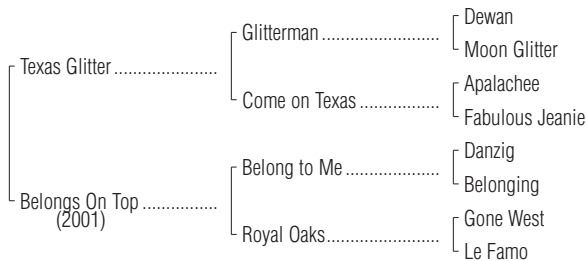 Dewan
Glitterman ......................................
Moon Glitter
Texas Glitter ........................
Apalachee
Come on Texas ..........................
Fabulous Jeanie
Danzig
Belong to Me ..............................
Belonging
Belongs On Top .................
(2001)
Gone West
Royal Oaks ....................................
Le Famo